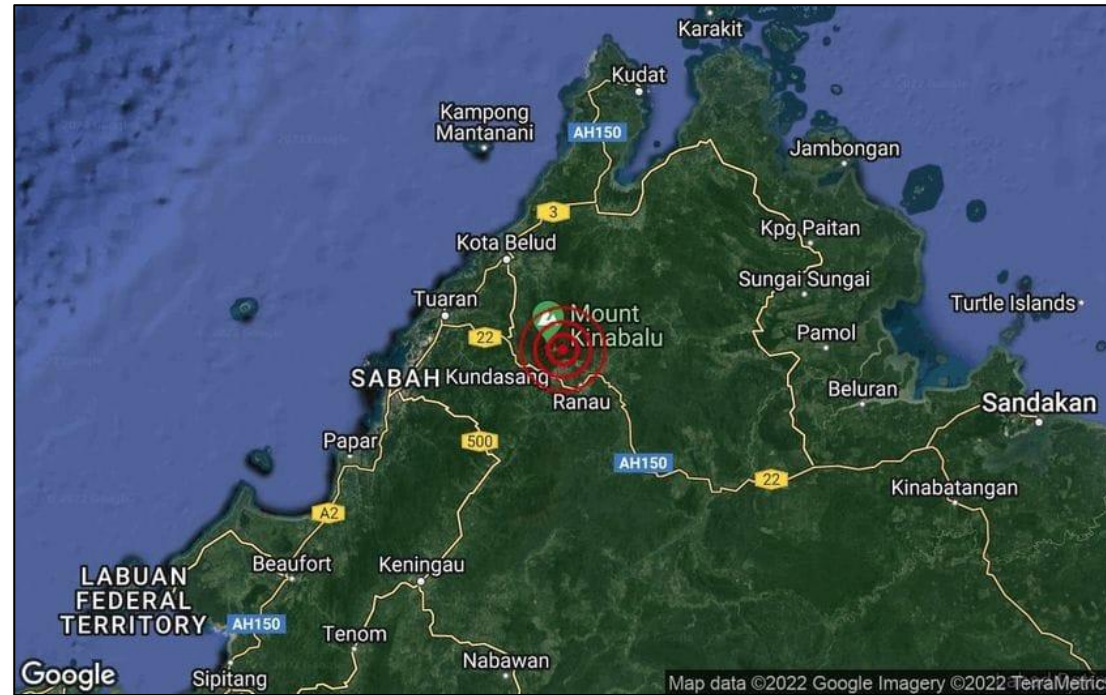 Karakit
Kudat
Kampong
Mantanani
AH150
Jambongan
3
Kpg Paitan
Kota Belud
Sungai Sungai
Tuaran
Turtle Islands
Mount
Kinabalu
22
Pamol
SABAH
Kundasang
Beluran
Ranau
Sandakan
Papar
500
AH150
22
Kinabatangan
A2
Beaufort
Keningau
LABUAN
FEDERAL
TERRITORY
AH150
Tenom
Nabawan
Sipitang
Google
Map data ©2022 Google Imagery ©2022 TerraMetrics